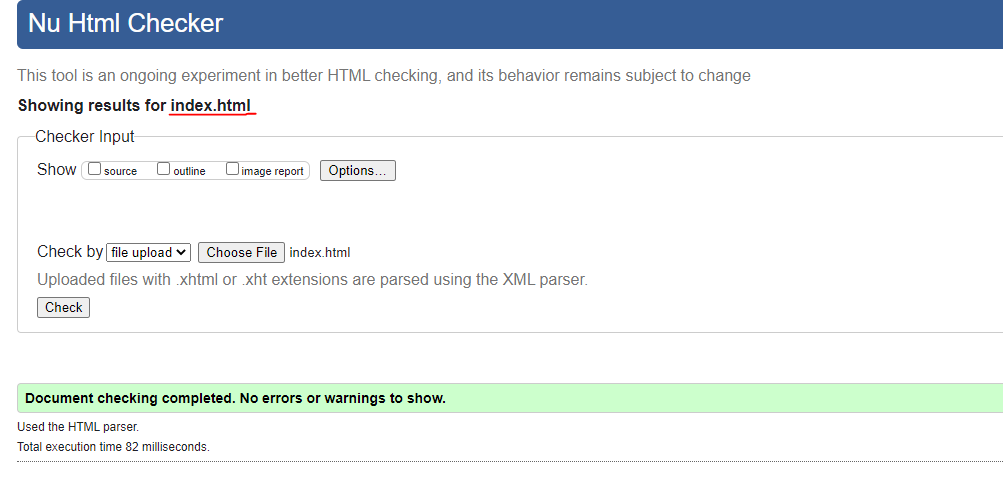 Nu Html Checker
This tool is an ongoing experiment in better HTML checking, and its behavior remains subject to change
Showing results for index.html
Checker Input
Show source outline image report Options...
Check by file upload Choose File index.html
Uploaded files with .xhtml or .xht extensions are parsed using the XML parser.
Check
Document checking completed. No errors or warnings to show.
Used the HTML parser.
Total execution time 82 milliseconds.